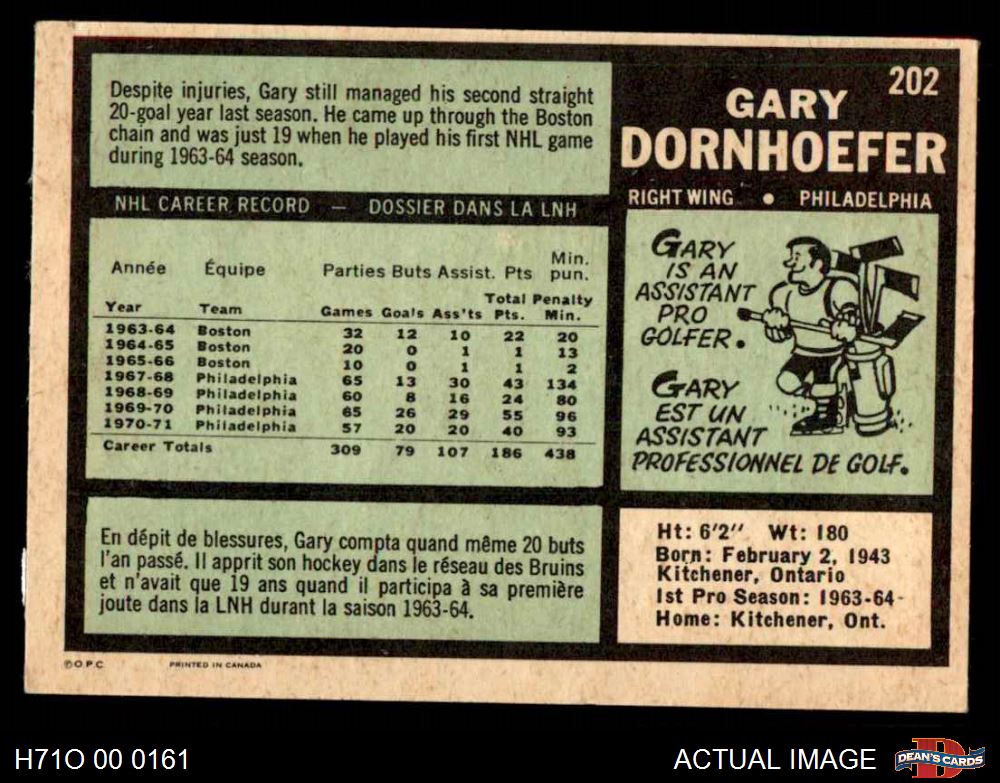 202
GARY
DORNHOEFER
RIGHT WING • PHILADELPHIA
Despite injuries, Gary still managed his second straight
20-goal year last season. He came up through the Boston
chain and was just 19 when he played his first NHL game
during 1963-64 season.
NHL CAREER RECORD — DOSSIER DANS LA LNH
Année Équipe Parties Buts Assist. Pts Min. pun.
Year Team Games Goals Ass'ts Total Pts. Penalty Min.
1963-64 Boston 32 12 10 22 20
1964-65 Boston 20 0 1 1 13
1965-66 Boston 10 0 1 1 2
1967-68 Philadelphia 65 13 30 43 134
1968-69 Philadelphia 60 8 16 24 80
1969-70 Philadelphia 65 26 29 55 96
1970-71 Philadelphia 57 20 20 40 93
Career Totals 309 79 107 186 438
GARY
IS AN
ASSISTANT
PRO
GOLFER.
GARY
EST UN
ASSISTANT
PROFESSIONNEL DE GOLF.
En dépit de blessures, Gary compta quand même 20 buts
l'an passé. Il apprit son hockey dans le réseau des Bruins
et n'avait que 19 ans quand il participa à sa première
joute dans la LNH durant la saison 1963-64.
Ht: 6'2" Wt: 180
Born: February 2, 1943
Kitchener, Ontario
1st Pro Season: 1963-64
Home: Kitchener, Ont.
©O.P.C. PRINTED IN CANADA
H71O 00 0161
ACTUAL IMAGE
D
DEAN'S CARDS